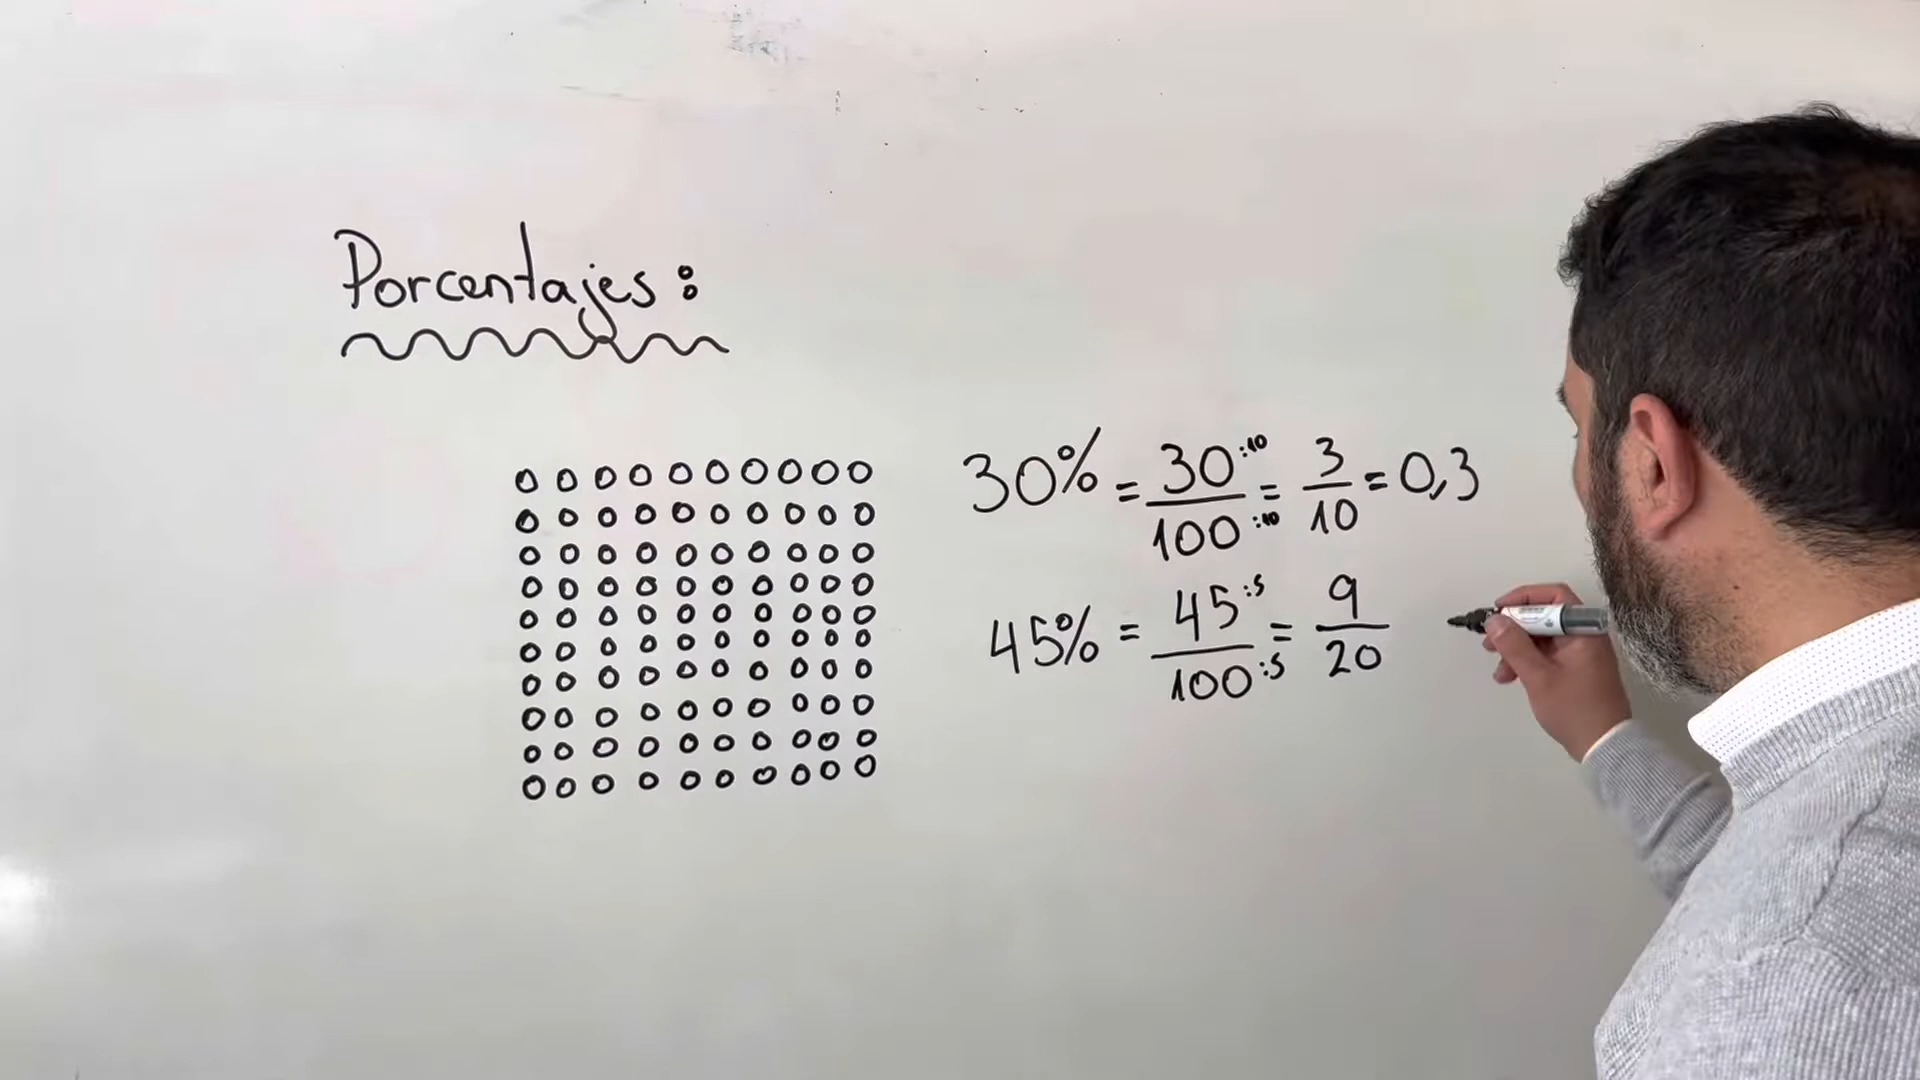 Porcentajes:
30% = 30:10 / 100:10 = 3/10 = 0,3
45% = 45:5 / 100:5 = 9/20